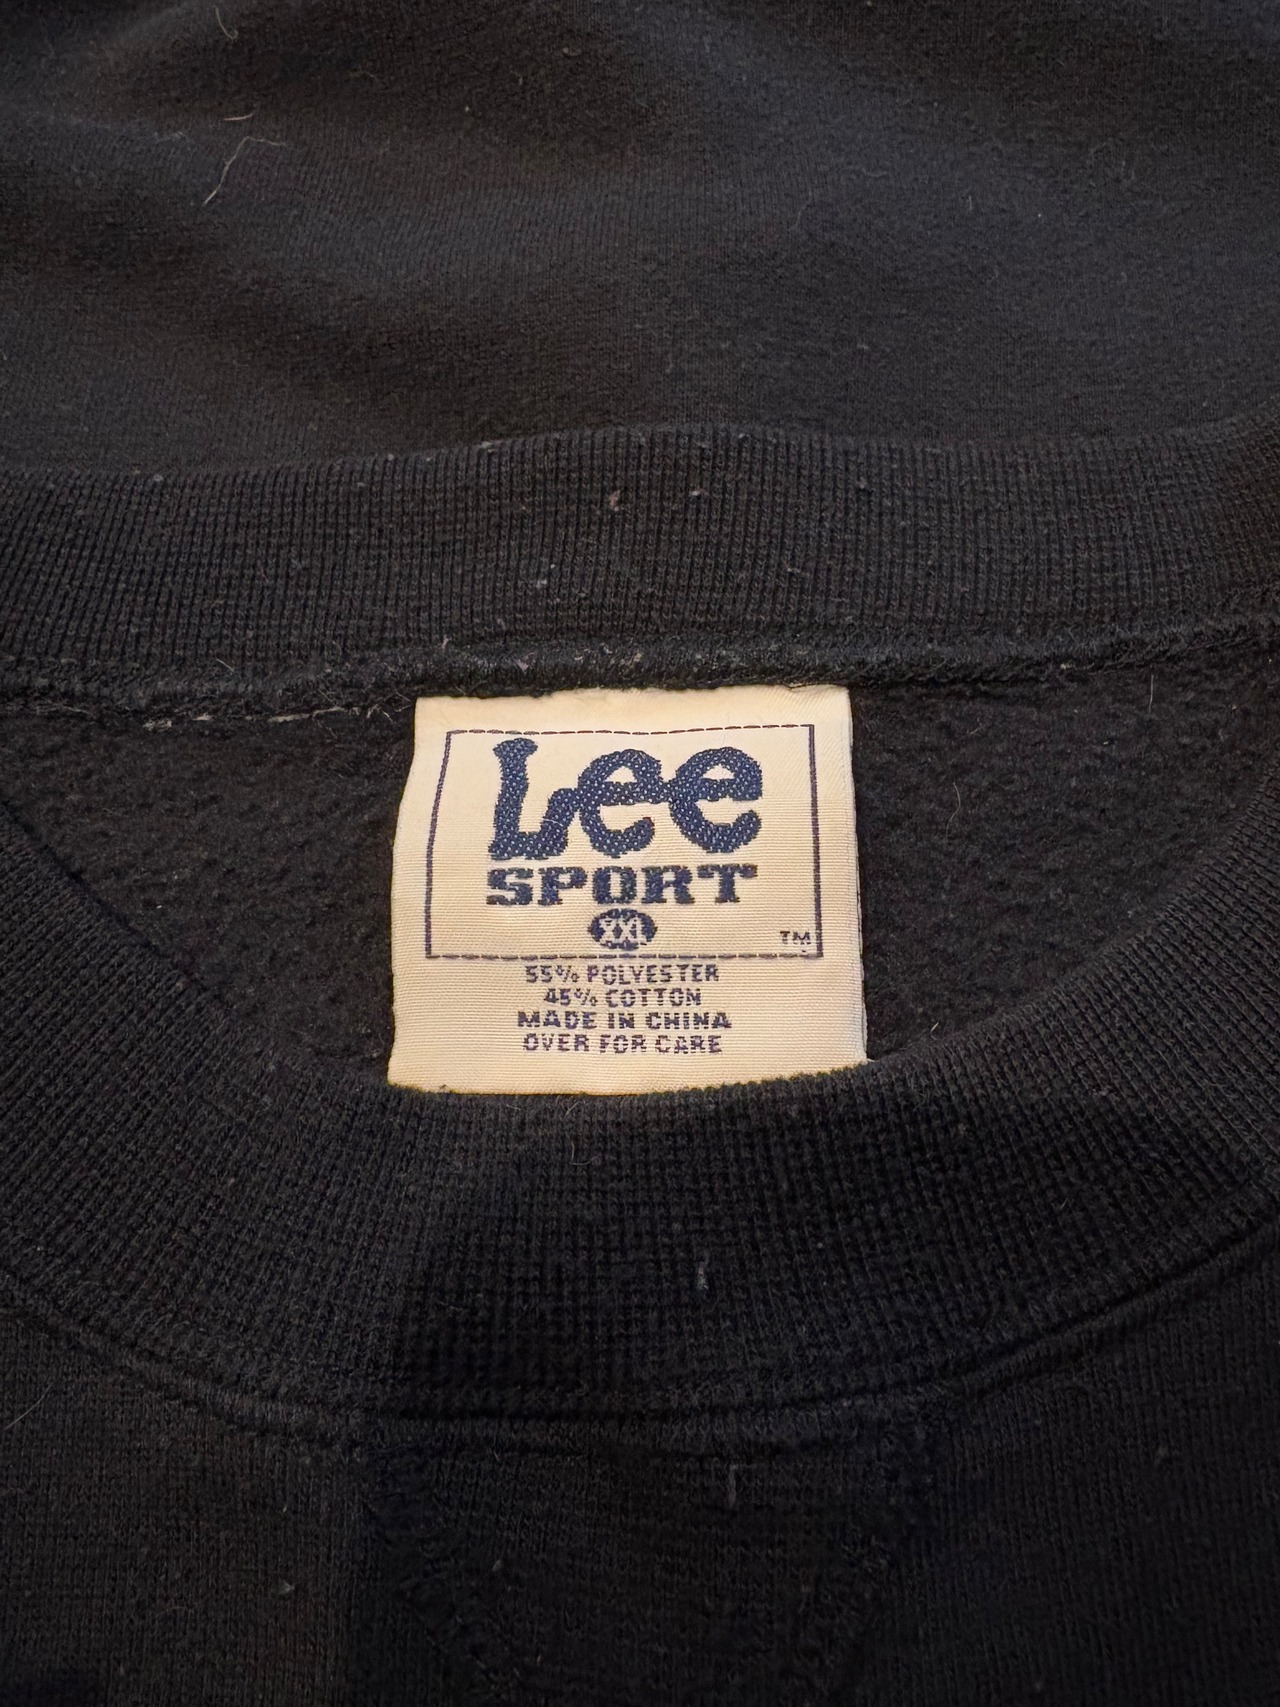 Lee
SPORT
XXL
TM
55% POLYESTER
45% COTTON
MADE IN CHINA
OVER FOR CARE